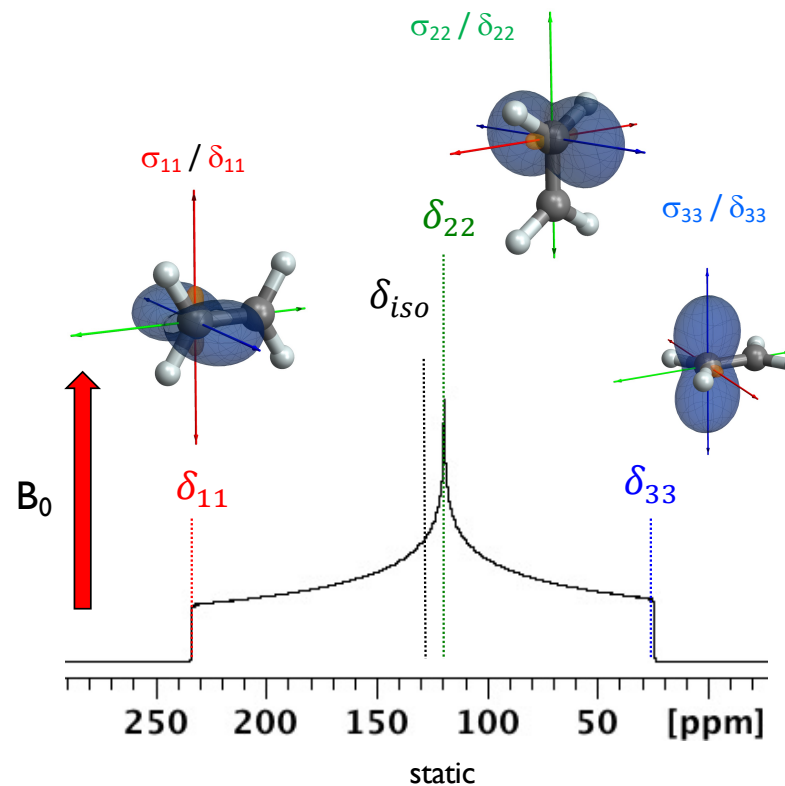 σ₂₂ / δ₂₂
σ₁₁ / δ₁₁
σ₃₃ / δ₃₃
δ₂₂
δᵢₛₒ
δ₁₁
δ₃₃
B₀
250 200 150 100 50 [ppm]
static